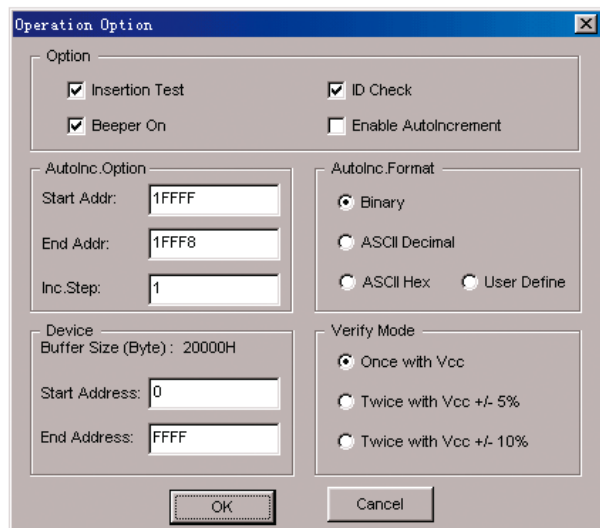 Operation Option
Option
Insertion Test
ID Check
Beeper On
Enable AutoIncrement
AutoInc.Option
Start Addr: 1FFFF
End Addr: 1FFF8
Inc.Step: 1
AutoInc.Format
Binary
ASCII Decimal
ASCII Hex User Define
Device
Buffer Size (Byte) : 20000H
Start Address: 0
End Address: FFFF
Verify Mode
Once with Vcc
Twice with Vcc +/- 5%
Twice with Vcc +/- 10%
OK
Cancel